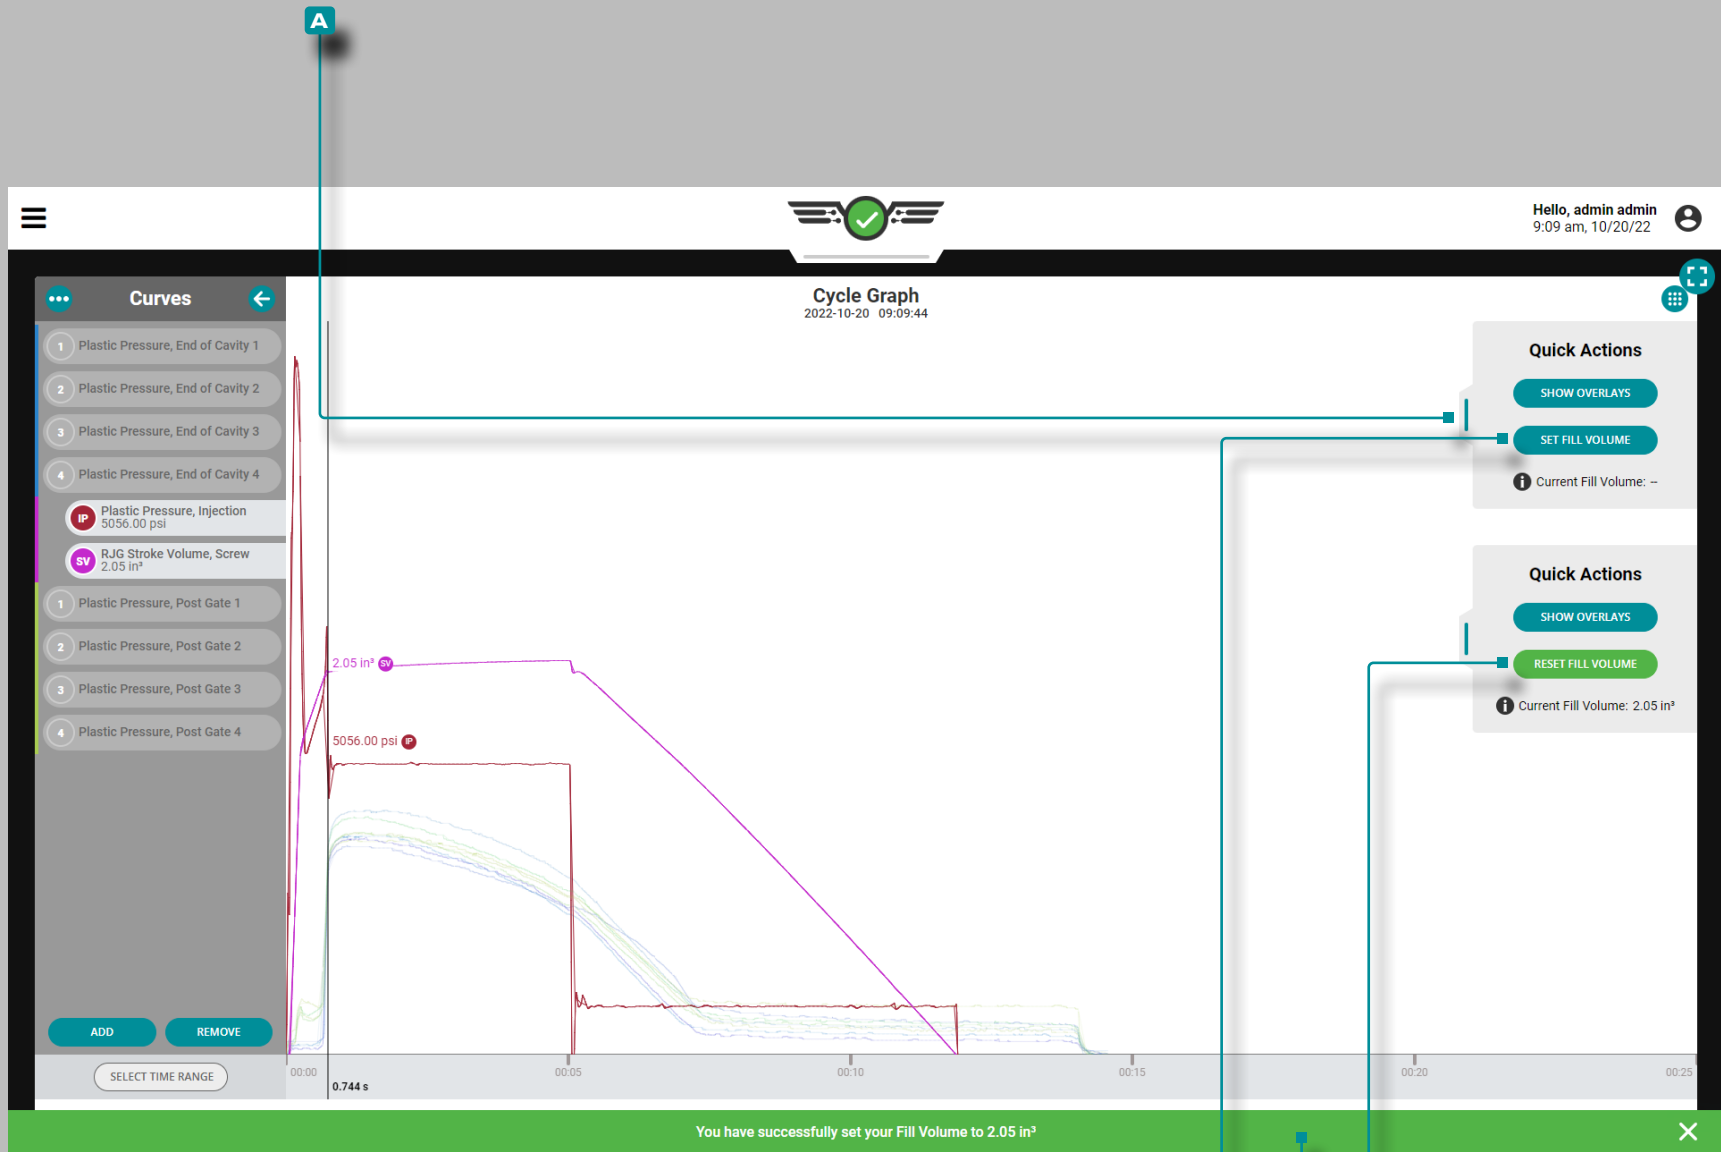 A
Hello, admin admin
9:09 am, 10/20/22
Curves
Cycle Graph
2022-10-20 09:09:44
1 Plastic Pressure, End of Cavity 1
2 Plastic Pressure, End of Cavity 2
3 Plastic Pressure, End of Cavity 3
4 Plastic Pressure, End of Cavity 4
IP Plastic Pressure, Injection
5056.00 psi
SV RJG Stroke Volume, Screw
2.05 in³
1 Plastic Pressure, Post Gate 1
2 Plastic Pressure, Post Gate 2
3 Plastic Pressure, Post Gate 3
4 Plastic Pressure, Post Gate 4
ADD
REMOVE
SELECT TIME RANGE
2.05 in³ SV
5056.00 psi IP
Quick Actions
SHOW OVERLAYS
SET FILL VOLUME
i Current Fill Volume: --
Quick Actions
SHOW OVERLAYS
RESET FILL VOLUME
i Current Fill Volume: 2.05 in³
00:00
00:05
00:10
00:15
00:20
00:25
0.744 s
You have successfully set your Fill Volume to 2.05 in³